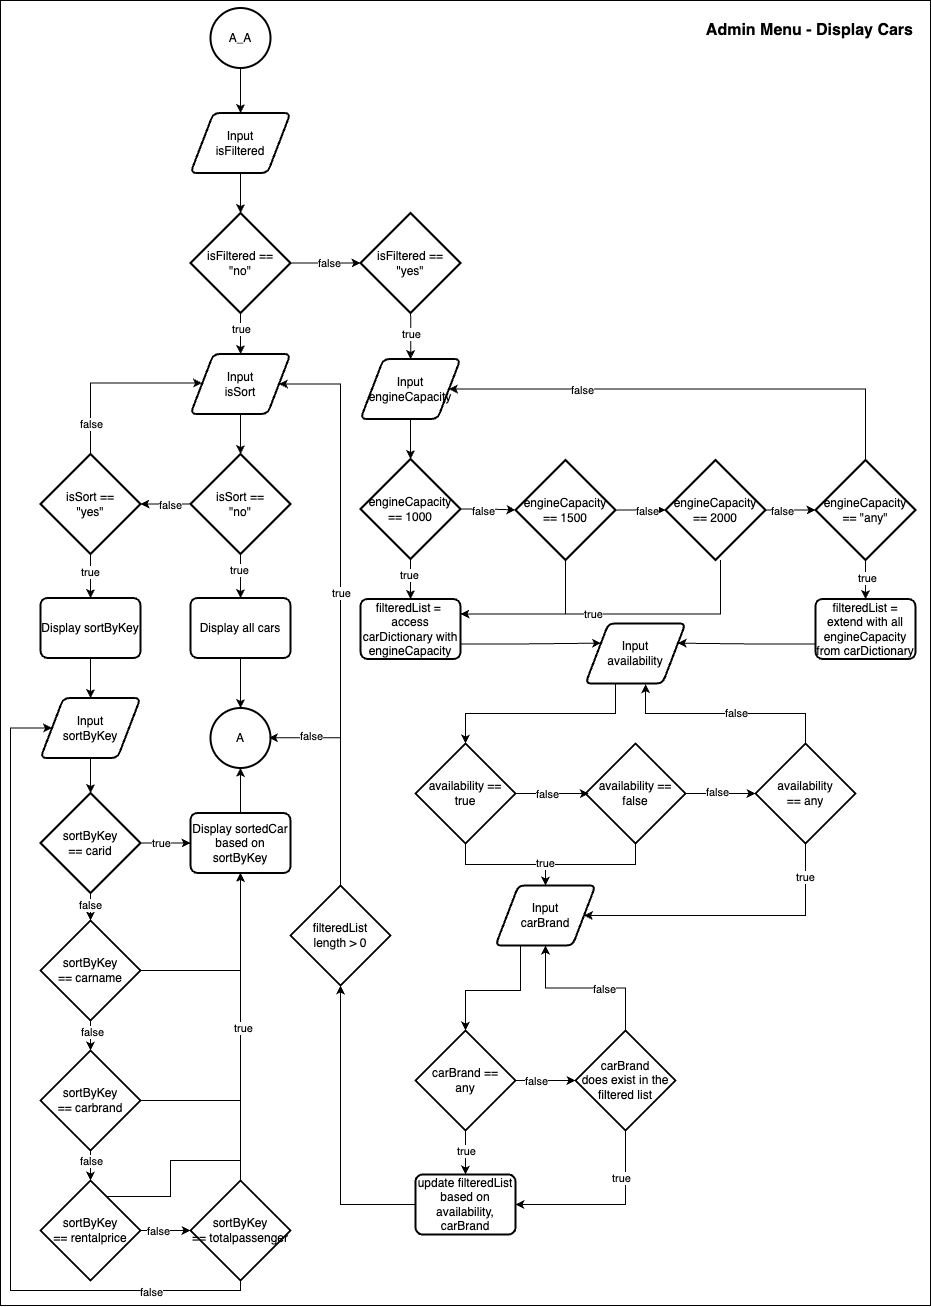 Admin Menu - Display Cars
A_A
Input
isFiltered
isFiltered ==
"no"
false
isFiltered ==
"yes"
true
true
Input
isSort
Input
engineCapacity
false
false
isSort ==
"yes"
false
isSort ==
"no"
engineCapacity
== 1000
false
engineCapacity
== 1500
false
engineCapacity
== 2000
false
engineCapacity
== "any"
true
true
true
true
true
Display sortByKey
Display all cars
filteredList =
access
carDictionary with
engineCapacity
true
filteredList =
extend with all
engineCapacity
from carDictionary
Input
availability
Input
sortByKey
A
false
false
availability ==
true
false
availability ==
false
false
availability
== any
sortByKey
== carid
true
Display sortedCar
based on
sortByKey
true
true
false
filteredList
length > 0
Input
carBrand
sortByKey
== carname
false
true
false
sortByKey
== carbrand
carBrand ==
any
false
carBrand
does exist in the
filtered list
false
true
true
sortByKey
== rentalprice
false
sortByKey
== totalpassenger
update filteredList
based on
availability,
carBrand
false